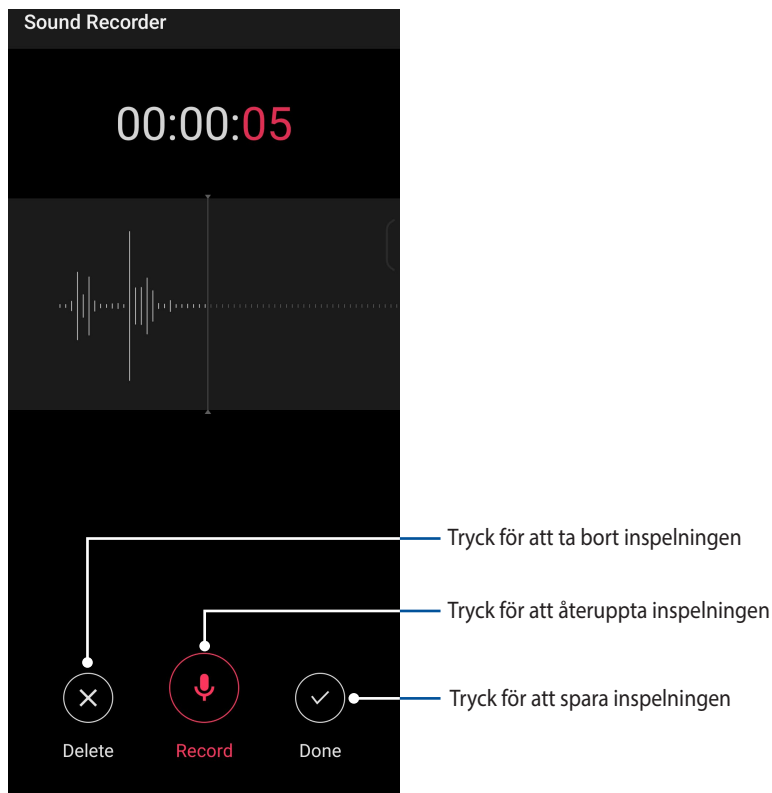 Sound Recorder
00:00:05
Tryck för att ta bort inspelningen
Tryck för att återuppta inspelningen
Tryck för att spara inspelningen
Delete
Record
Done